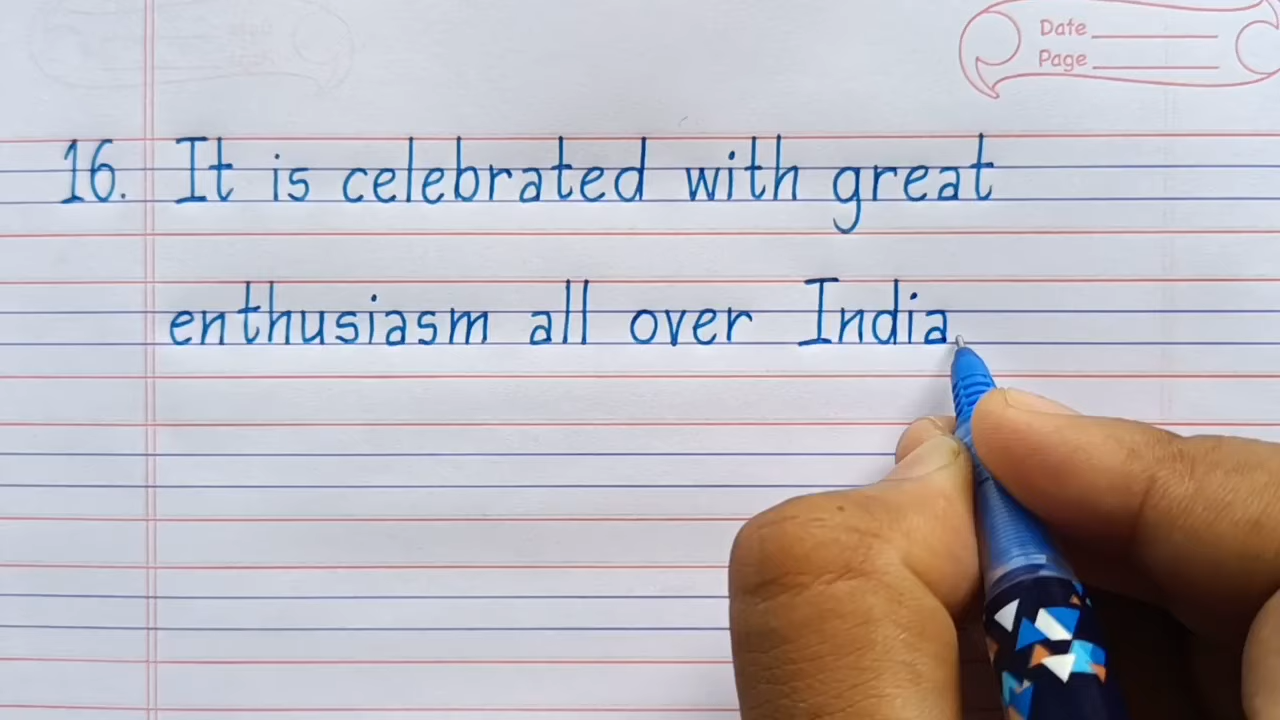 Date
Page
16. It is celebrated with great
enthusiasm all over India.